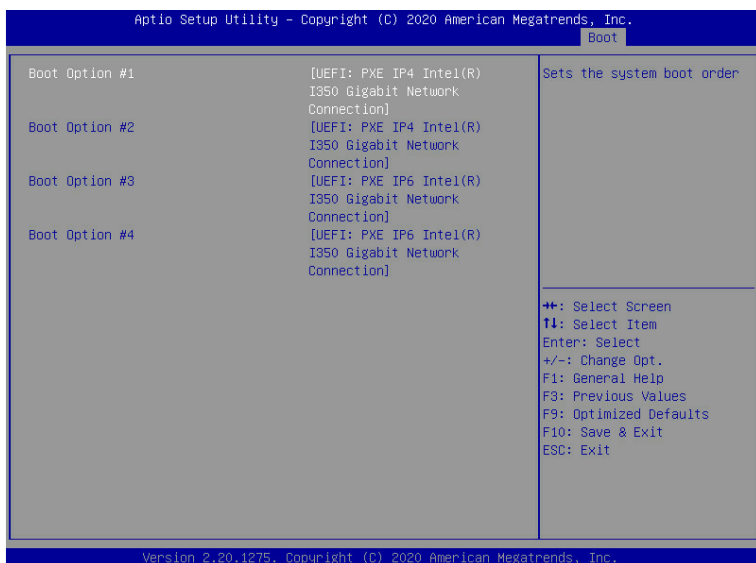 Aptio Setup Utility – Copyright (C) 2020 American Megatrends, Inc.
Boot
Boot Option #1 [UEFI: PXE IP4 Intel(R)
I350 Gigabit Network
Connection]
Boot Option #2 [UEFI: PXE IP4 Intel(R)
I350 Gigabit Network
Connection]
Boot Option #3 [UEFI: PXE IP6 Intel(R)
I350 Gigabit Network
Connection]
Boot Option #4 [UEFI: PXE IP6 Intel(R)
I350 Gigabit Network
Connection]
Sets the system boot order
→←: Select Screen
↑↓: Select Item
Enter: Select
+/-: Change Opt.
F1: General Help
F3: Previous Values
F9: Optimized Defaults
F10: Save & Exit
ESC: Exit
Version 2.20.1275. Copyright (C) 2020 American Megatrends, Inc.